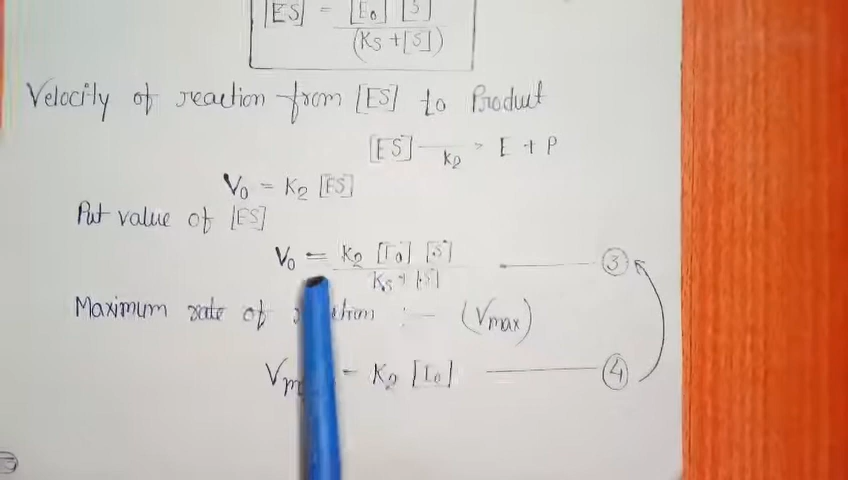 [ES] = [E₀] [S]
(Ks + [S])
Velocity of reaction from [ES] to Product
[ES] —— K₂ > E + P
V₀ = K₂ [ES]
Put value of [ES]
V₀ = K₂ [E₀] [S] —— ③
Ks + [S]
Maximum rate of :— (Vmax)
= K₂ [E₀] —— ④